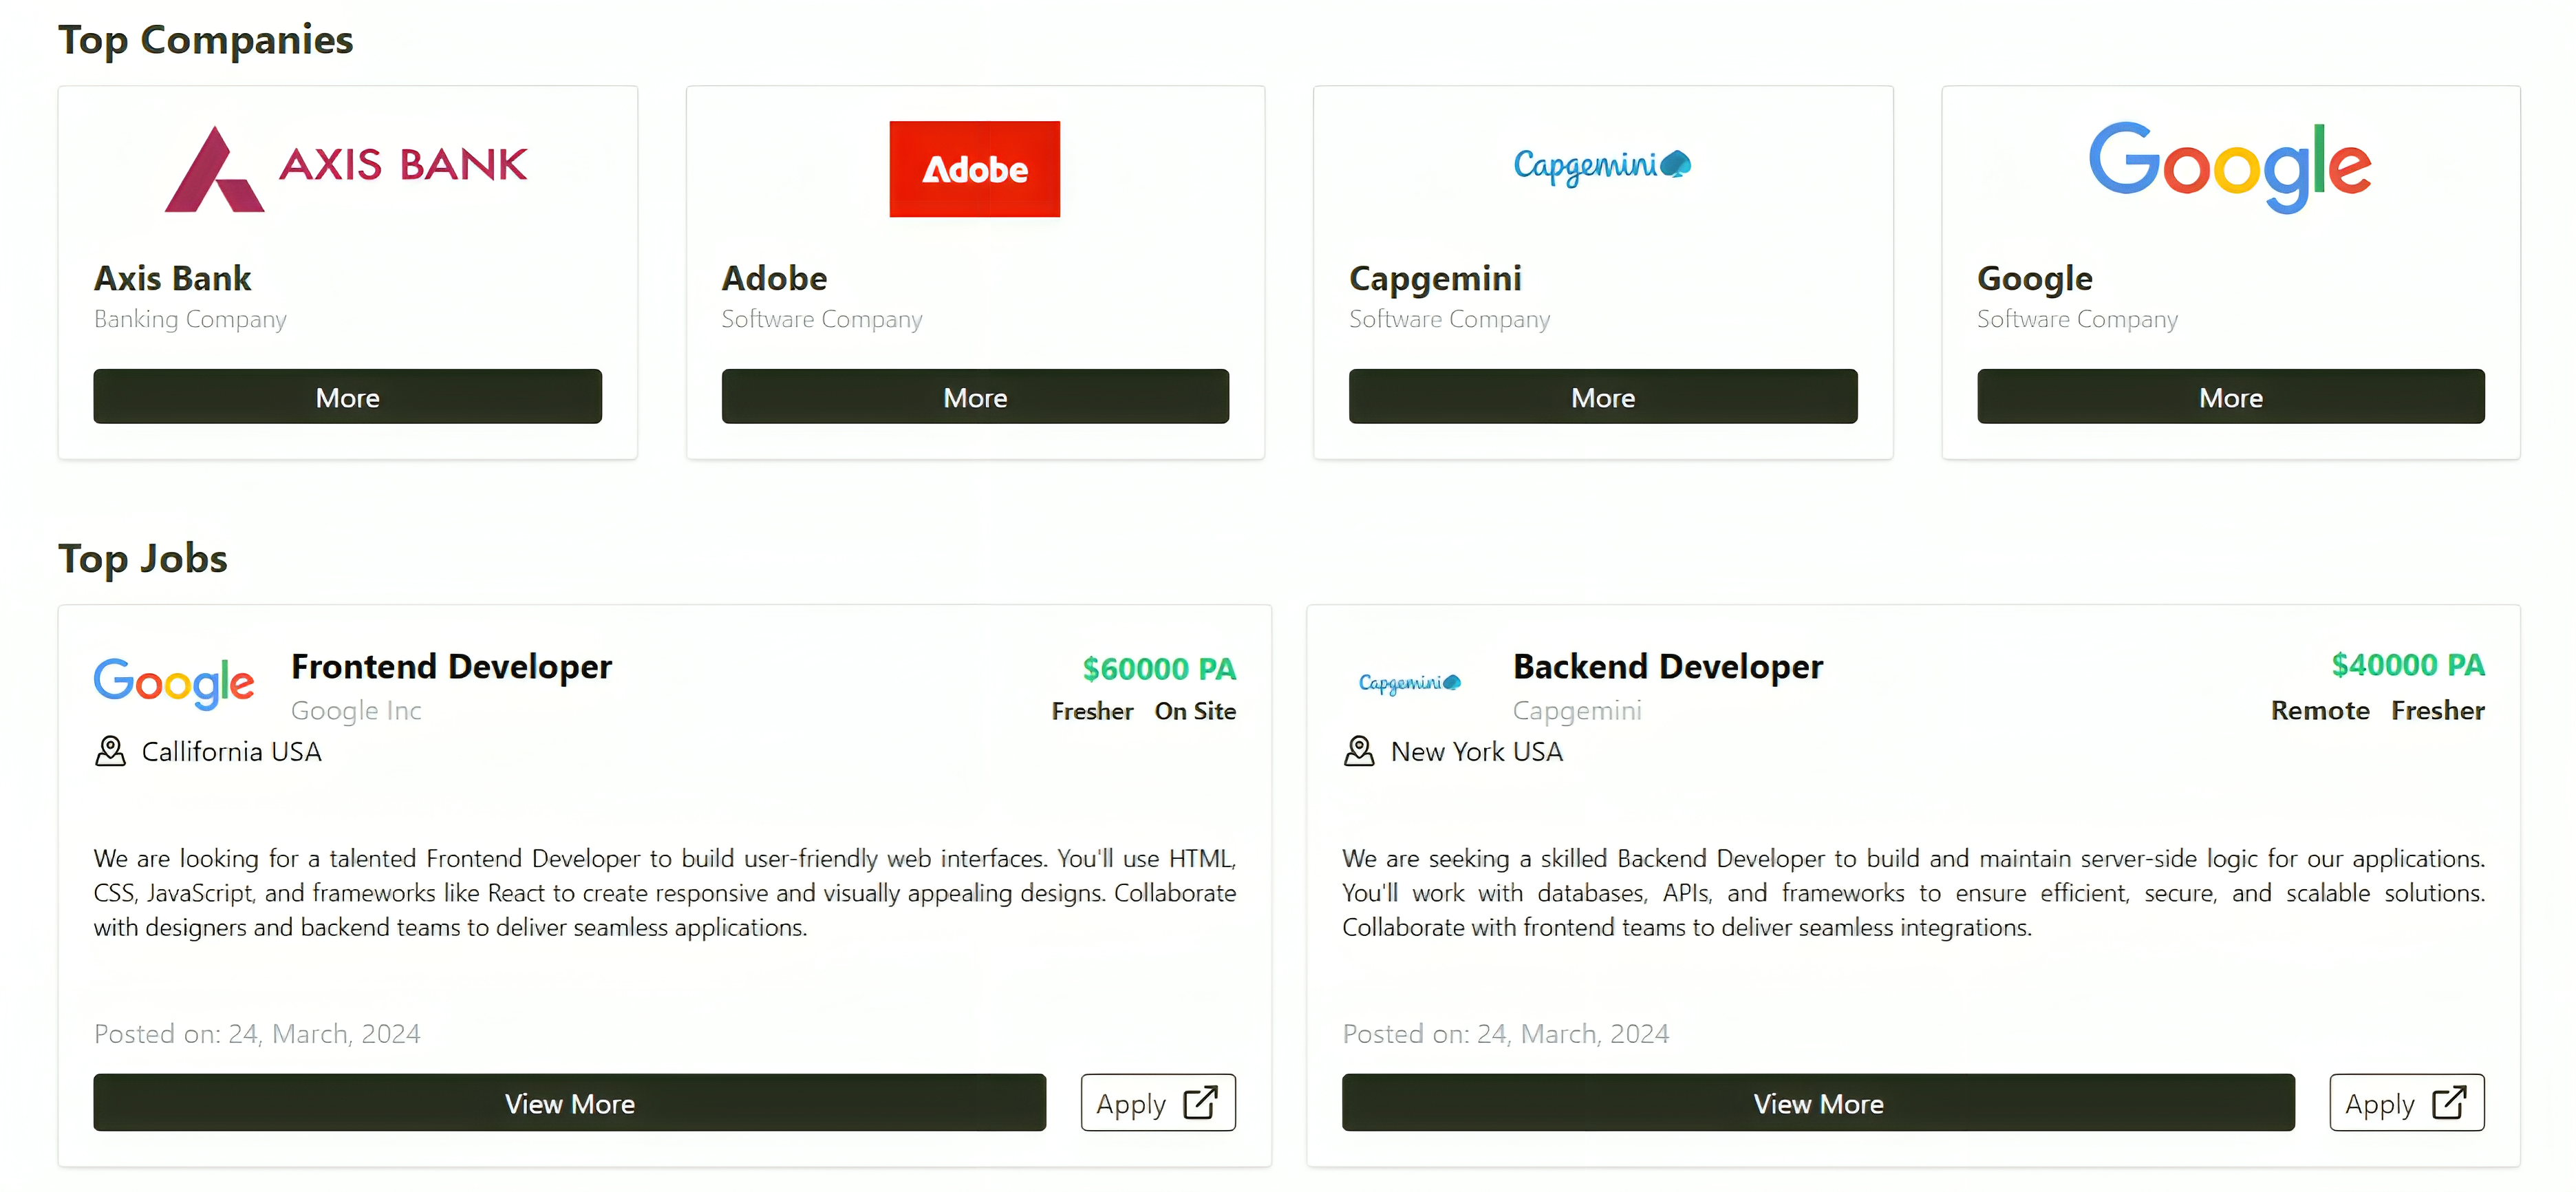 Top Companies
AXIS BANK
Adobe
Capgemini
Google
Axis Bank
Banking Company
More
Adobe
Software Company
More
Capgemini
Software Company
More
Google
Software Company
More
Top Jobs
Google
Frontend Developer
Google Inc
$60000 PA
Fresher On Site
Callifornia USA
We are looking for a talented Frontend Developer to build user-friendly web interfaces. You'll use HTML,
CSS, JavaScript, and frameworks like React to create responsive and visually appealing designs. Collaborate
with designers and backend teams to deliver seamless applications.
Posted on: 24, March, 2024
View More
Apply
Capgemini
Backend Developer
Capgemini
$40000 PA
Remote Fresher
New York USA
We are seeking a skilled Backend Developer to build and maintain server-side logic for our applications.
You'll work with databases, APIs, and frameworks to ensure efficient, secure, and scalable solutions.
Collaborate with frontend teams to deliver seamless integrations.
Posted on: 24, March, 2024
View More
Apply